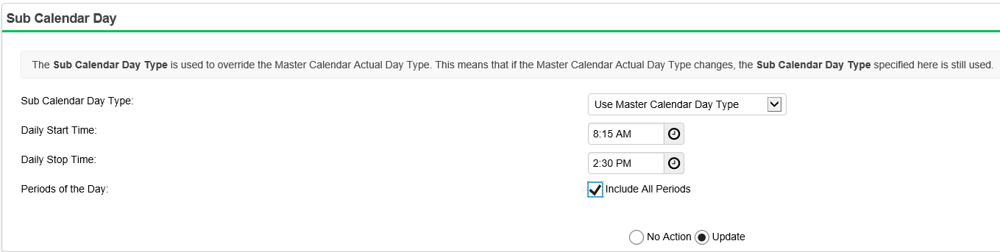 Sub Calendar Day
The Sub Calendar Day Type is used to override the Master Calendar Actual Day Type. This means that if the Master Calendar Actual Day Type changes, the Sub Calendar Day Type specified here is still used.
Sub Calendar Day Type: Use Master Calendar Day Type
Daily Start Time: 8:15 AM
Daily Stop Time: 2:30 PM
Periods of the Day: Include All Periods
No Action Update